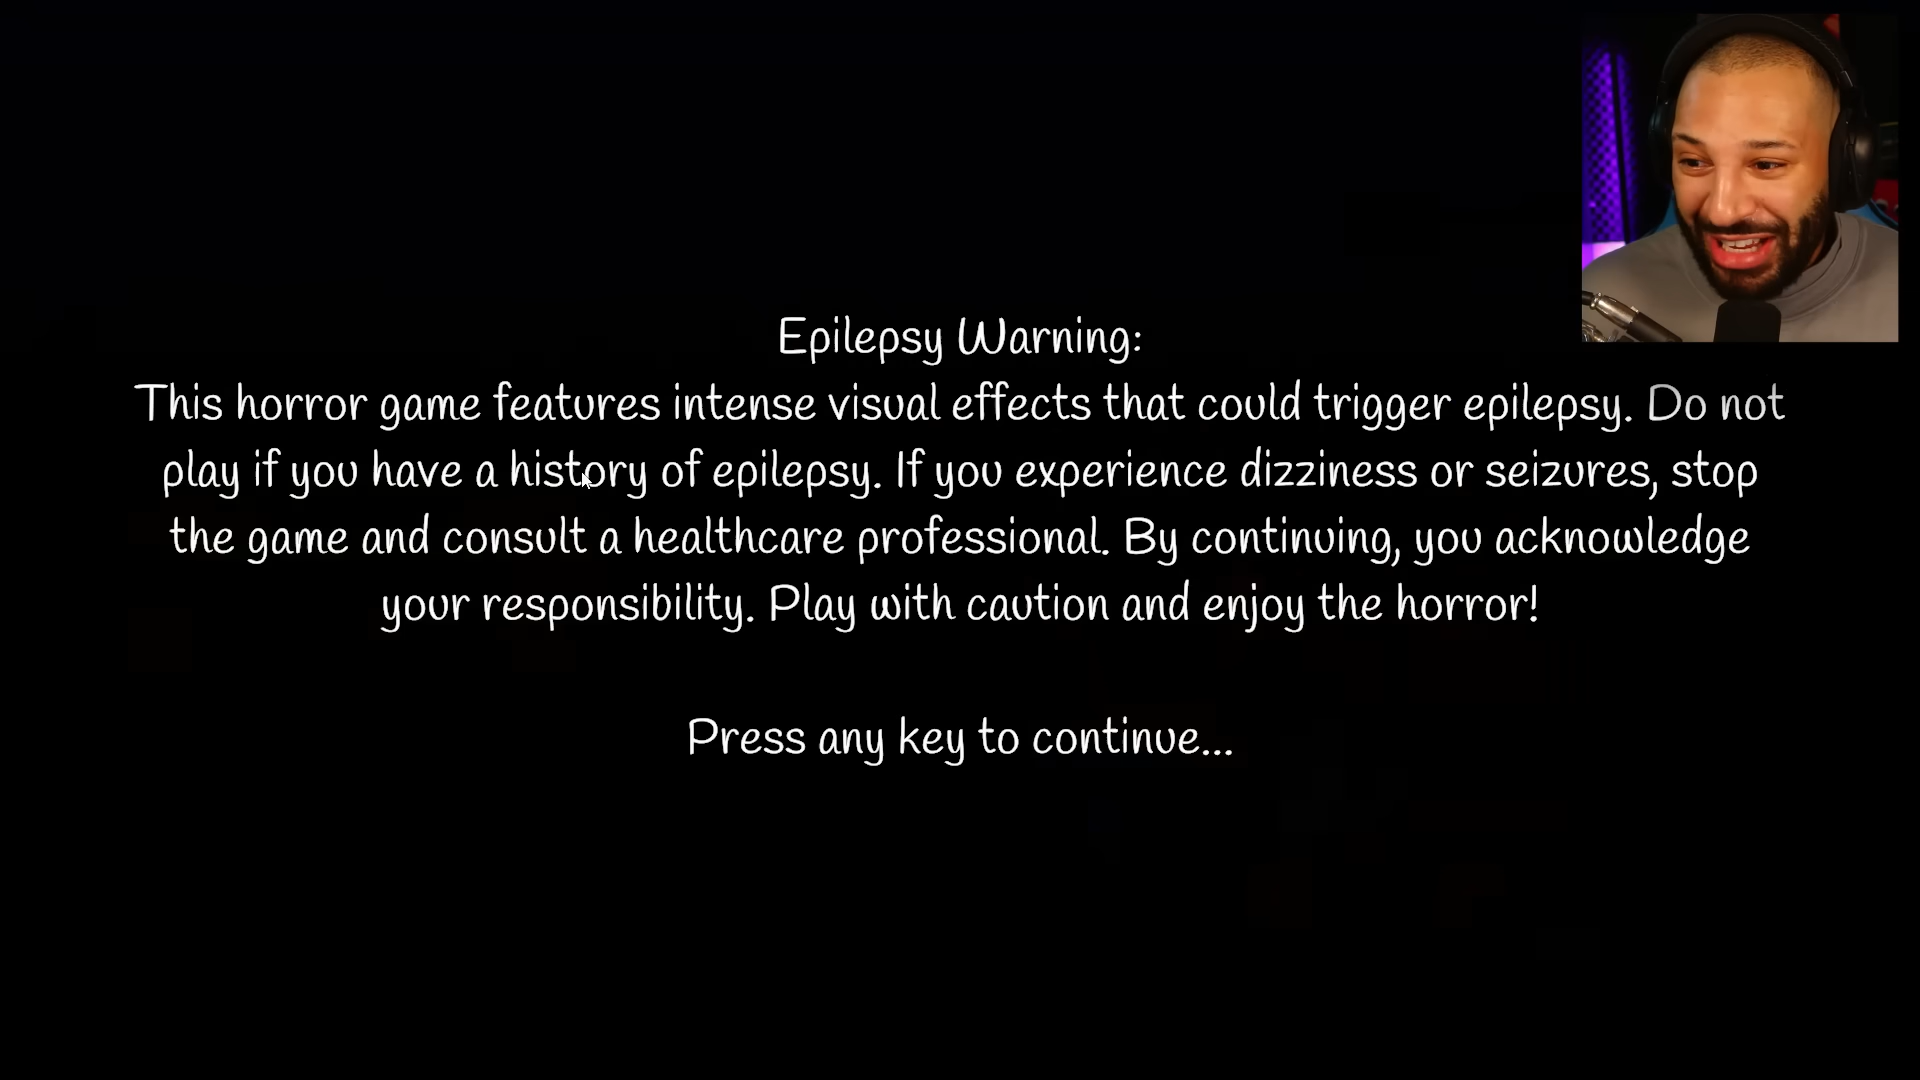 Epilepsy Warning:
This horror game features intense visual effects that could trigger epilepsy. Do not
play if you have a history of epilepsy. If you experience dizziness or seizures, stop
the game and consult a healthcare professional. By continuing, you acknowledge
your responsibility. Play with caution and enjoy the horror!
Press any key to continue...